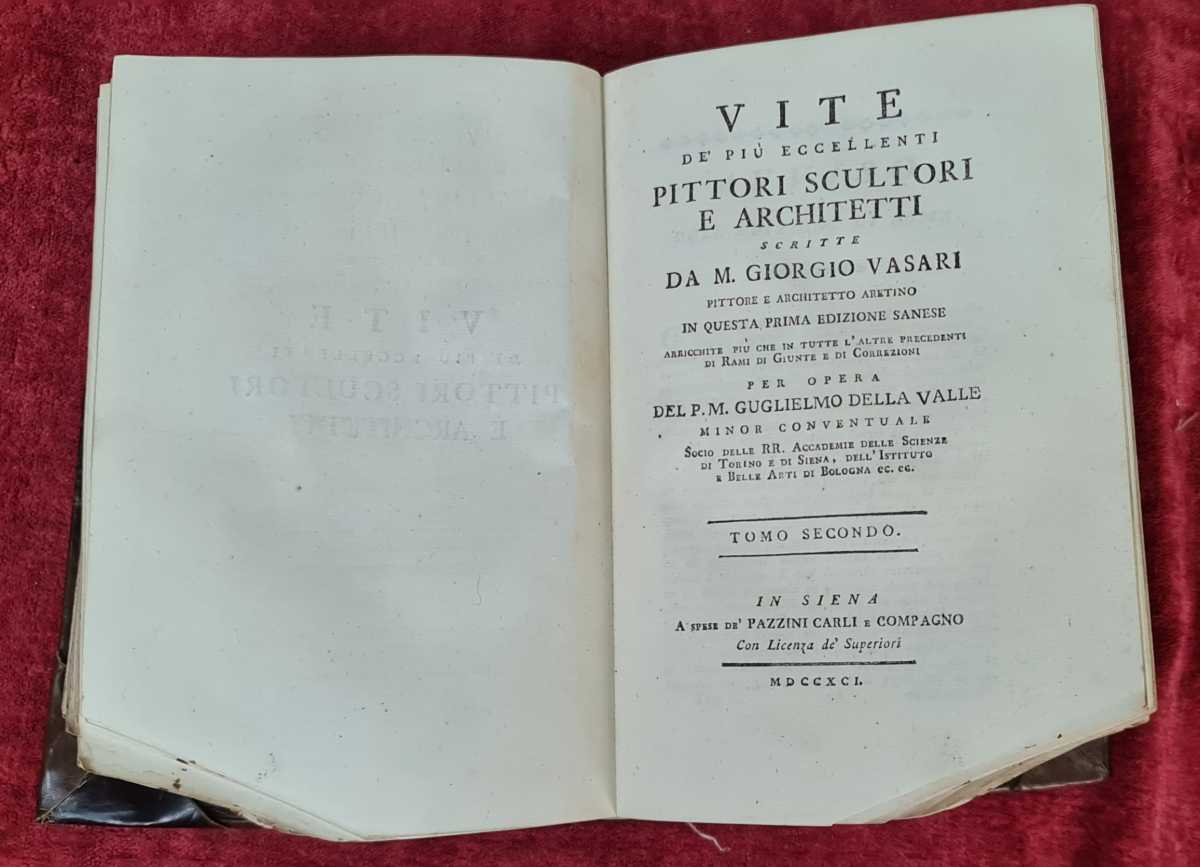 VITE
DE' PIÙ ECCELLENTI
PITTORI SCULTORI
E ARCHITETTI
SCRITTE
DA M. GIORGIO VASARI
PITTORE E ARCHITETTO ARETINO
IN QUESTA PRIMA EDIZIONE SANESE
ARRICCHITE PIÙ CHE IN TUTTE L'ALTRE PRECEDENTI
DI RAMI DI GIUNTE E DI CORREZIONI
PER OPERA
DEL P. M. GUGLIELMO DELLA VALLE
MINOR CONVENTUALE
SOCIO DELLE RR. ACCADEMIE DELLE SCIENZE
DI TORINO E DI SIENA, DELL'ISTITUTO
E BELLE ARTI DI BOLOGNA EC. EC.
TOMO SECONDO.
IN SIENA
A SPESE DE' PAZZINI CARLI E COMPAGNO
Con Licenza de' Superiori
MDCCXCI.